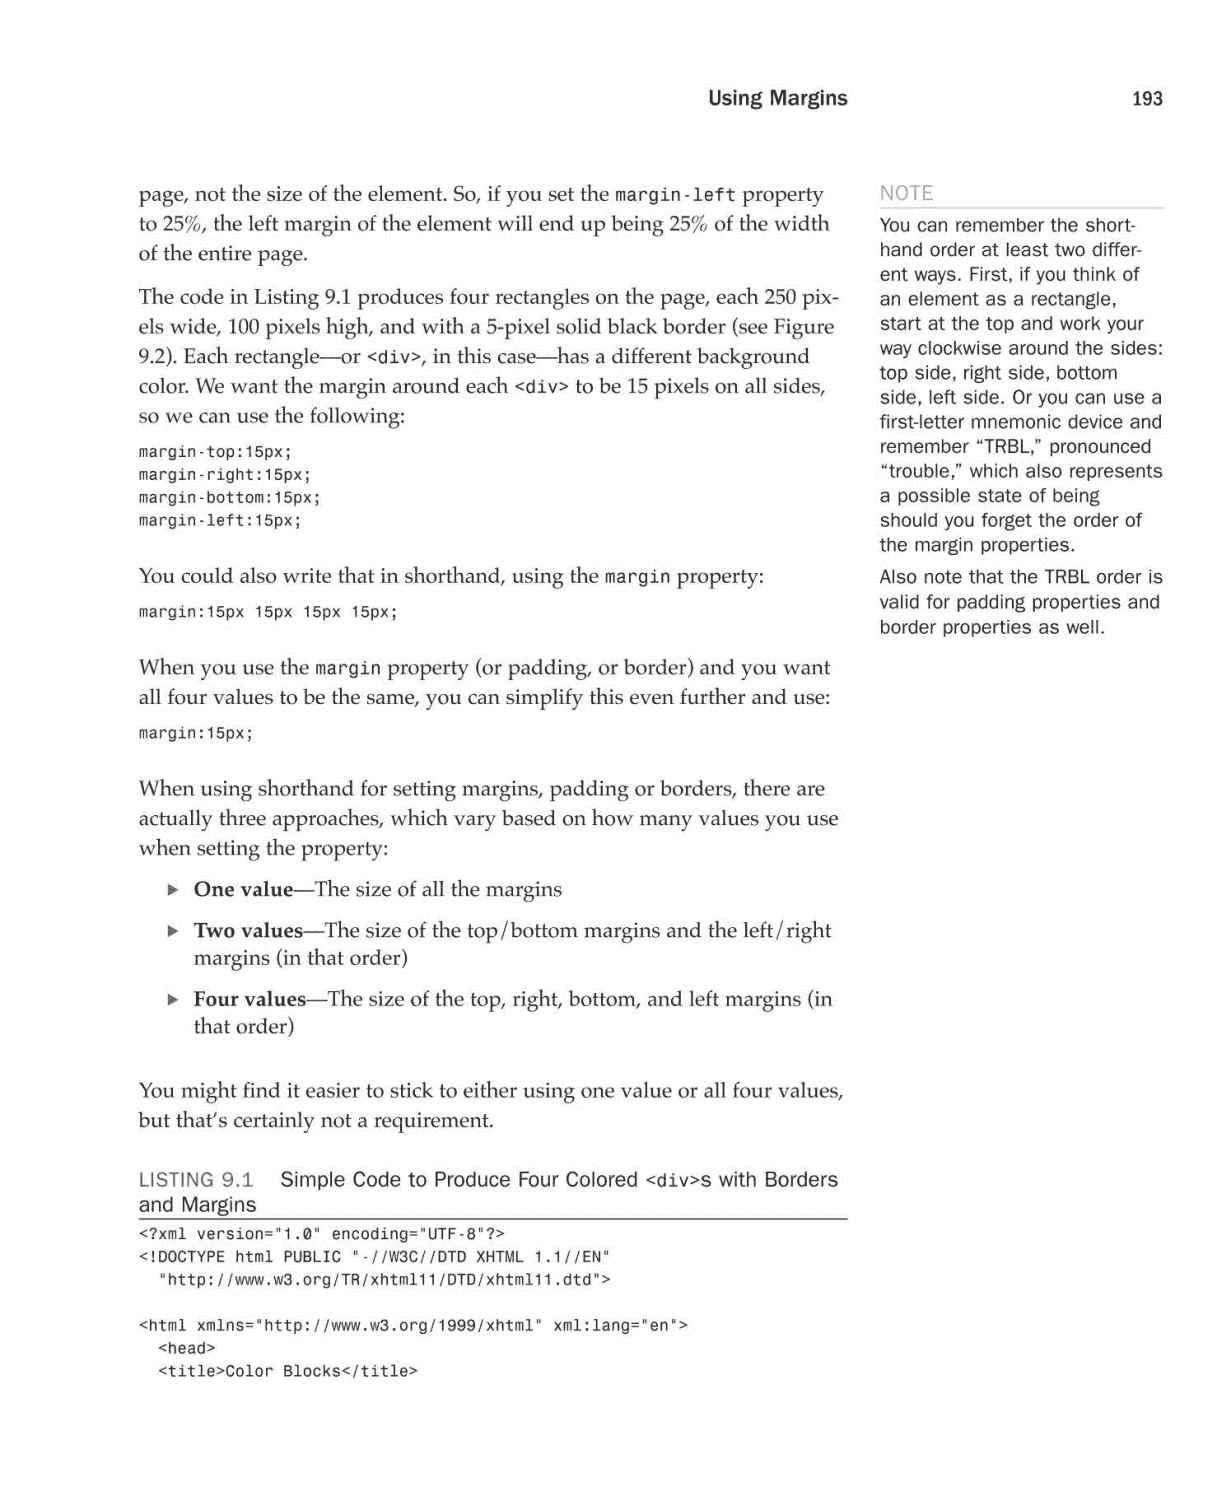 Using Margins
193
page, not the size of the element. So, if you set the margin-left property
to 25%, the left margin of the element will end up being 25% of the width
of the entire page.
The code in Listing 9.1 produces four rectangles on the page, each 250 pix-
els wide, 100 pixels high, and with a 5-pixel solid black border (see Figure
9.2). Each rectangle—or <div>, in this case—has a different background
color. We want the margin around each <div> to be 15 pixels on all sides,
so we can use the following:
margin-top:15px;
margin-right:15px;
margin-bottom:15px;
margin-left:15px;
You could also write that in shorthand, using the margin property:
margin:15px 15px 15px 15px;
When you use the margin property (or padding, or border) and you want
all four values to be the same, you can simplify this even further and use:
margin:15px;
When using shorthand for setting margins, padding or borders, there are
actually three approaches, which vary based on how many values you use
when setting the property:
▶ One value—The size of all the margins
▶ Two values—The size of the top/bottom margins and the left/right
margins (in that order)
▶ Four values—The size of the top, right, bottom, and left margins (in
that order)
You might find it easier to stick to either using one value or all four values,
but that's certainly not a requirement.
LISTING 9.1 Simple Code to Produce Four Colored <div>s with Borders
and Margins
<?xml version="1.0" encoding="UTF-8"?>
<!DOCTYPE html PUBLIC "-//W3C//DTD XHTML 1.1//EN"
"http://www.w3.org/TR/xhtml11/DTD/xhtml11.dtd">
<html xmlns="http://www.w3.org/1999/xhtml" xml:lang="en">
<head>
<title>Color Blocks</title>
NOTE
You can remember the short-
hand order at least two differ-
ent ways. First, if you think of
an element as a rectangle,
start at the top and work your
way clockwise around the sides:
top side, right side, bottom
side, left side. Or you can use a
first-letter mnemonic device and
remember “TRBL,” pronounced
“trouble,” which also represents
a possible state of being
should you forget the order of
the margin properties.
Also note that the TRBL order is
valid for padding properties and
border properties as well.